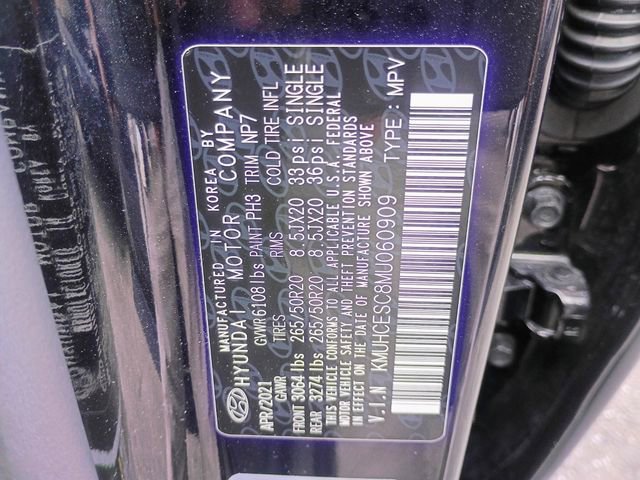 MANUFACTURED IN KOREA BY
HYUNDAI MOTOR COMPANY
APR/2021 GVWR 6108 lbs PAINT PH3 TRIM NP7
GAWR TIRES RIMS COLD TIRE INFL
FRONT 3064 lbs 265/50R20 8.5JX20 33psi SINGLE
REAR 3274 lbs 265/50R20 8.5JX20 36psi SINGLE
THIS VEHICLE CONFORMS TO ALL APPLICABLE U.S.A. FEDERAL
MOTOR VEHICLE SAFETY AND THEFT PREVENTION STANDARDS
IN EFFECT ON THE DATE OF MANUFACTURE SHOWN ABOVE
V.I.N KMUHCESC8MU060909 TYPE : MPV